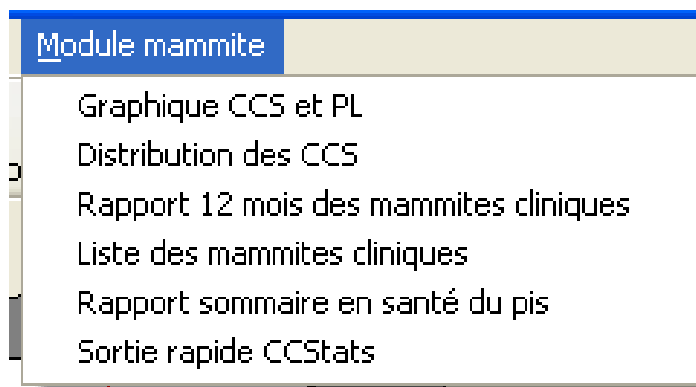 Module mammite
Graphique CCS et PL
Distribution des CCS
Rapport 12 mois des mammites cliniques
Liste des mammites cliniques
Rapport sommaire en santé du pis
Sortie rapide CCStats